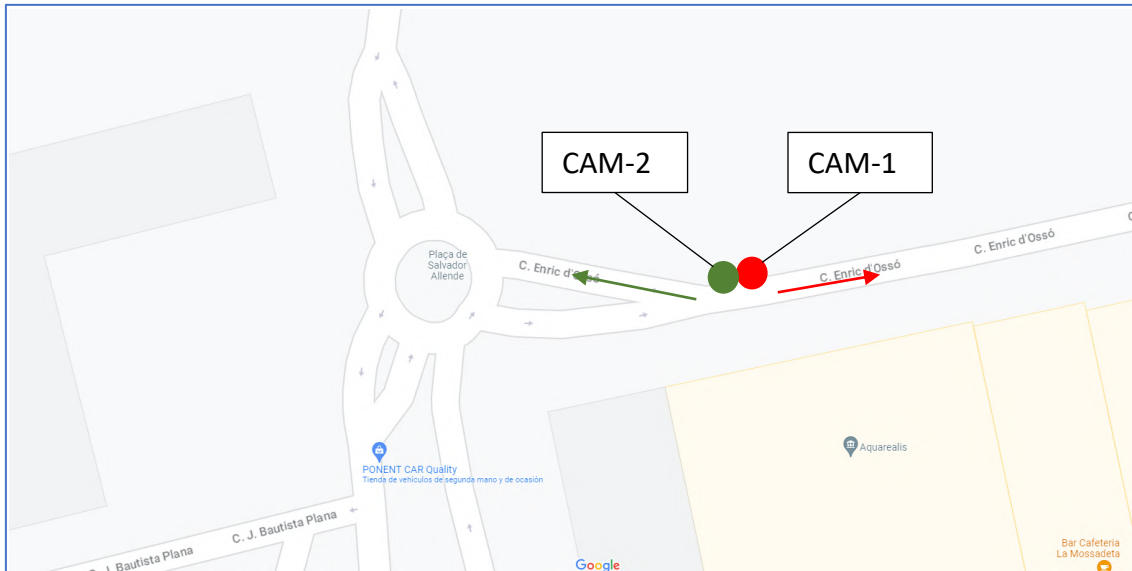 CAM-2
CAM-1
Plaça de
Salvador
Allende
C. Enric d'Ossó
C. Enric d'Ossó
C. Enric d'Ossó
Aquarealis
PONENT CAR Quality
Tienda de vehículos de segunda mano y de ocasión
C. J. Bautista Plana
J. Bautista Plana
Bar Cafeteria
La Mossadeta
Google